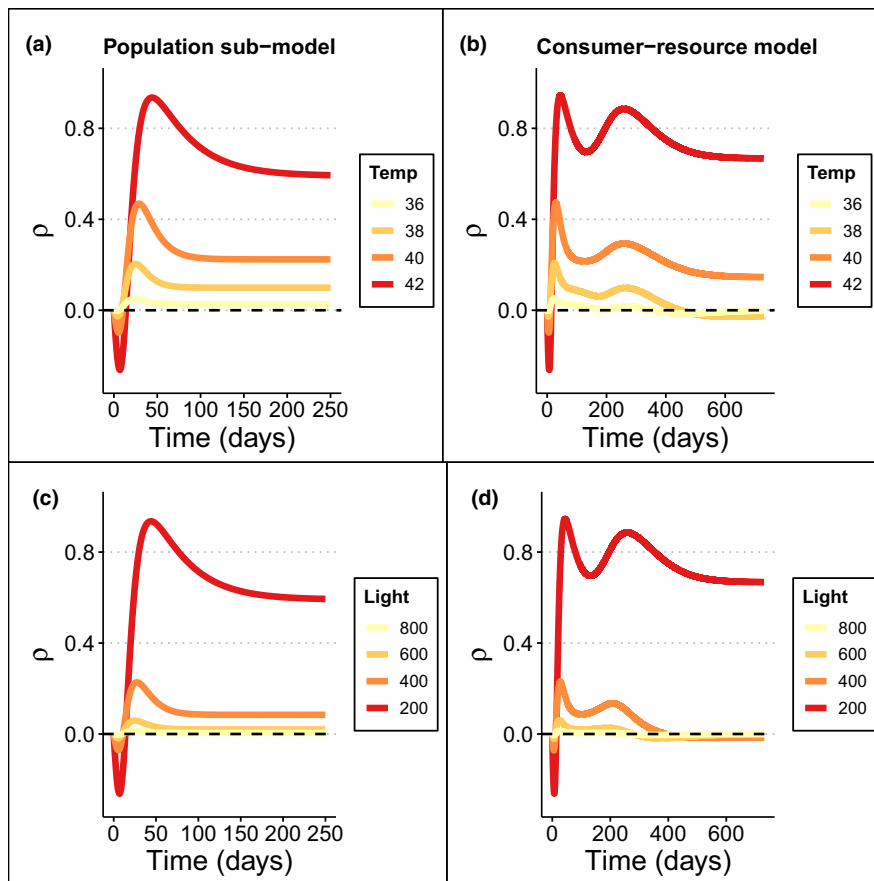 (a) Population sub−model
ρ
0.8
0.4
0.0
0 50 100 150 200 250
Time (days)
Temp
36
38
40
42
(b) Consumer−resource model
ρ
0.8
0.4
0.0
0 200 400 600
Time (days)
Temp
36
38
40
42
(c)
ρ
0.8
0.4
0.0
0 50 100 150 200 250
Time (days)
Light
800
600
400
200
(d)
ρ
0.8
0.4
0.0
0 200 400 600
Time (days)
Light
800
600
400
200